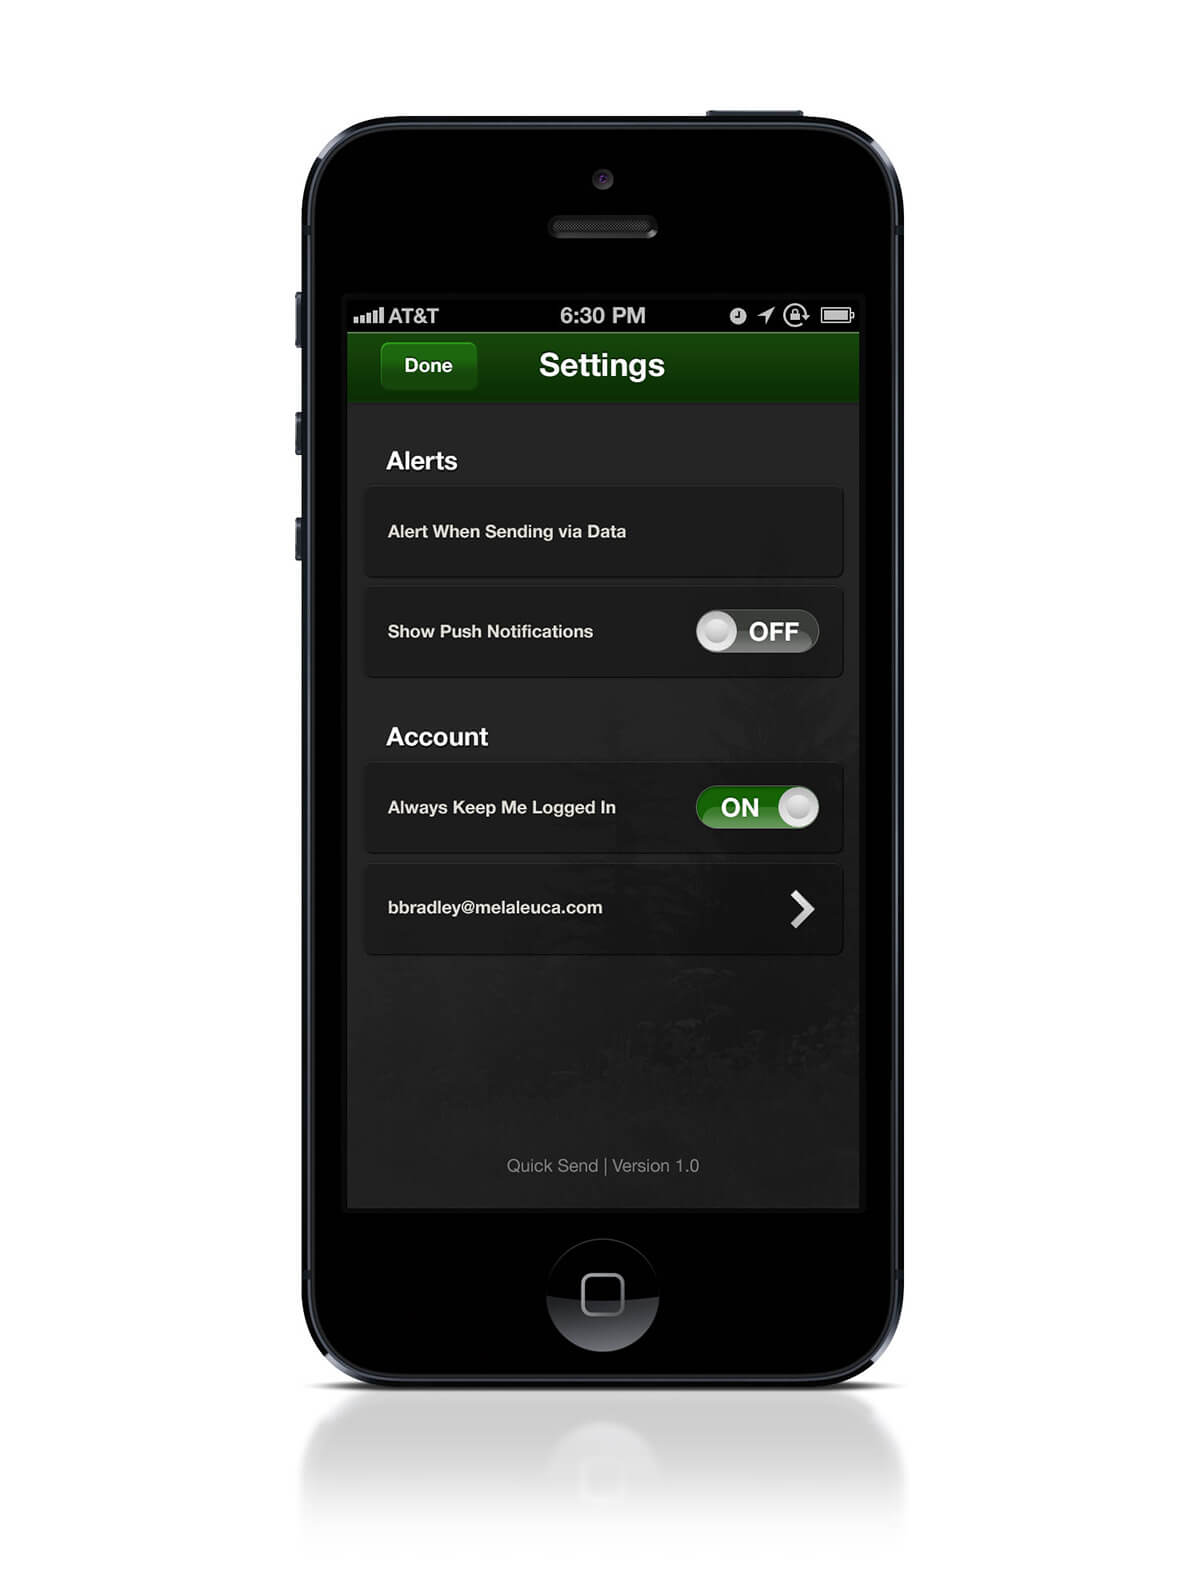 AT&T 6:30 PM
Done Settings
Alerts
Alert When Sending via Data
Show Push Notifications OFF
Account
Always Keep Me Logged In ON
bbradley@melaleuca.com
Quick Send | Version 1.0